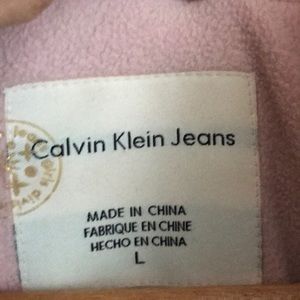 Calvin Klein Jeans
MADE IN CHINA
FABRIQUE EN CHINE
HECHO EN CHINA
L